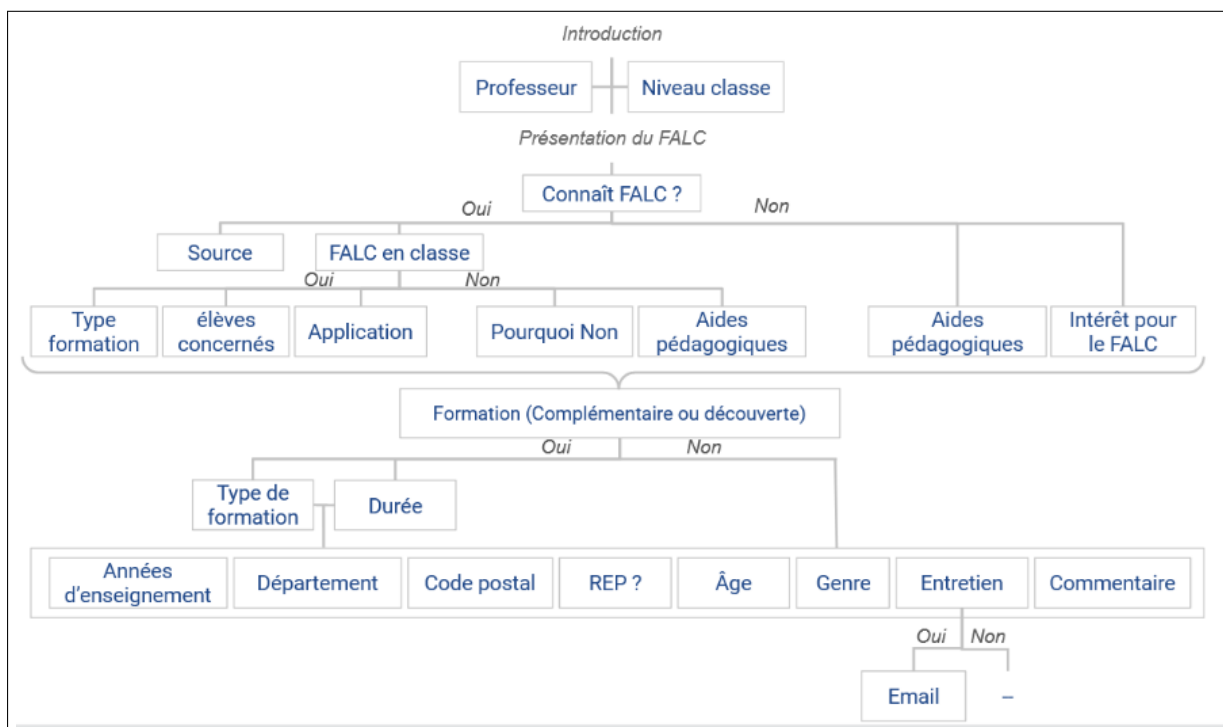 Introduction
Professeur
Niveau classe
Présentation du FALC
Connaît FALC ?
Oui
Non
Source
FALC en classe
Oui
Non
Type
formation
élèves
concernés
Application
Pourquoi Non
Aides
pédagogiques
Aides
pédagogiques
Intérêt pour
le FALC
Formation (Complémentaire ou découverte)
Oui
Non
Type de
formation
Durée
Années
d'enseignement
Département
Code postal
REP ?
Âge
Genre
Entretien
Commentaire
Oui
Non
Email
–